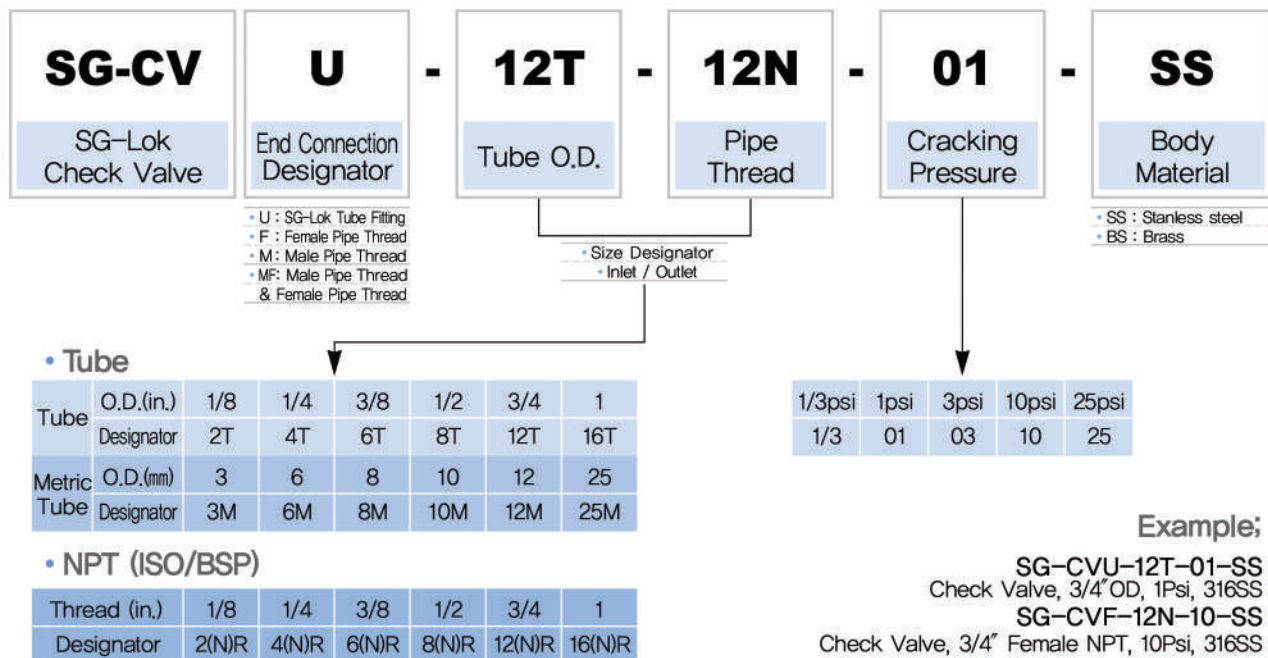 SG-CV U - 12T - 12N - 01 - SS
SG-Lok Check Valve
End Connection Designator
Tube O.D.
Pipe Thread
Cracking Pressure
Body Material
• U : SG-Lok Tube Fitting
• F : Female Pipe Thread
• M : Male Pipe Thread
• MF: Male Pipe Thread
& Female Pipe Thread
• Size Designator
• Inlet / Outlet
• SS : Stanless steel
• BS : Brass
• Tube
Tube O.D.(in.) 1/8 1/4 3/8 1/2 3/4 1
Designator 2T 4T 6T 8T 12T 16T
Metric Tube O.D.(mm) 3 6 8 10 12 25
Designator 3M 6M 8M 10M 12M 25M
1/3psi 1psi 3psi 10psi 25psi
1/3 01 03 10 25
• NPT (ISO/BSP)
Thread (in.) 1/8 1/4 3/8 1/2 3/4 1
Designator 2(N)R 4(N)R 6(N)R 8(N)R 12(N)R 16(N)R
Example;
SG-CVU-12T-01-SS
Check Valve, 3/4"OD, 1Psi, 316SS
SG-CVF-12N-10-SS
Check Valve, 3/4" Female NPT, 10Psi, 316SS